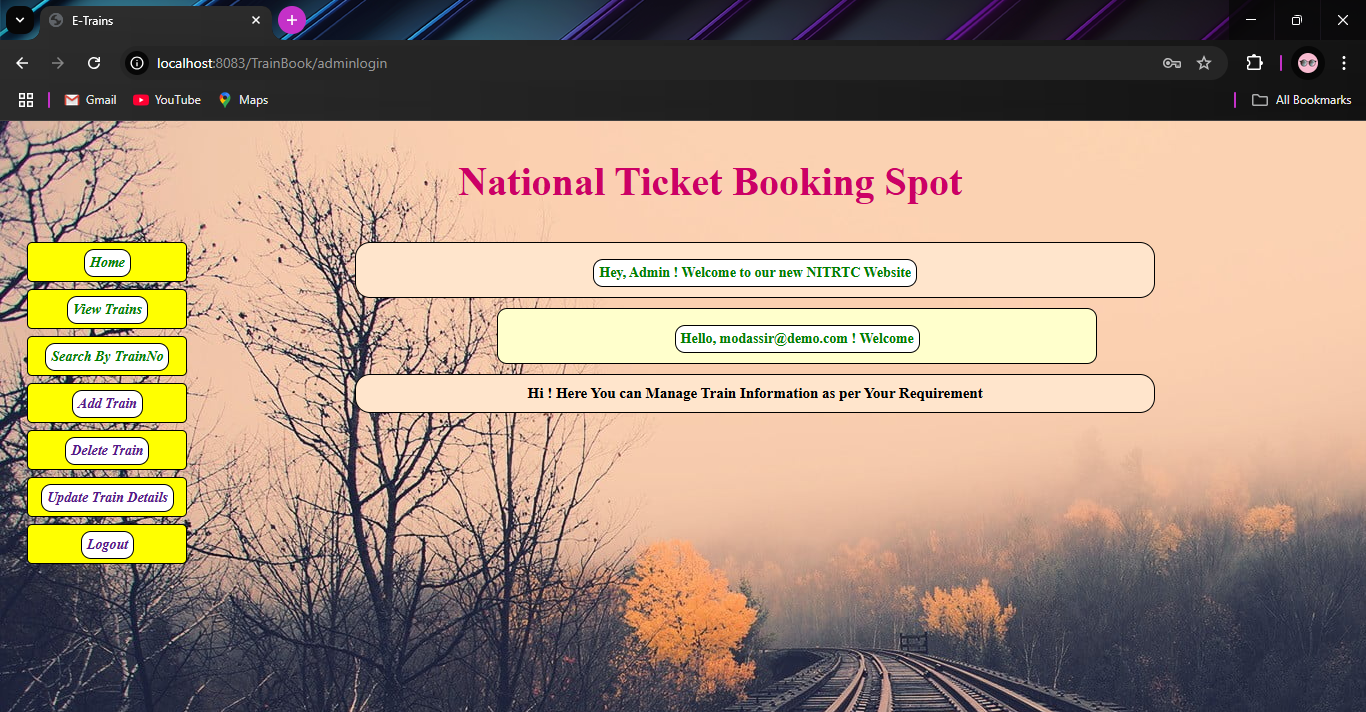 E-Trains
localhost:8083/TrainBook/adminlogin
Gmail YouTube Maps All Bookmarks
National Ticket Booking Spot
Home
View Trains
Search By TrainNo
Add Train
Delete Train
Update Train Details
Logout
Hey, Admin ! Welcome to our new NITRTC Website
Hello, modassir@demo.com ! Welcome
Hi ! Here You can Manage Train Information as per Your Requirement